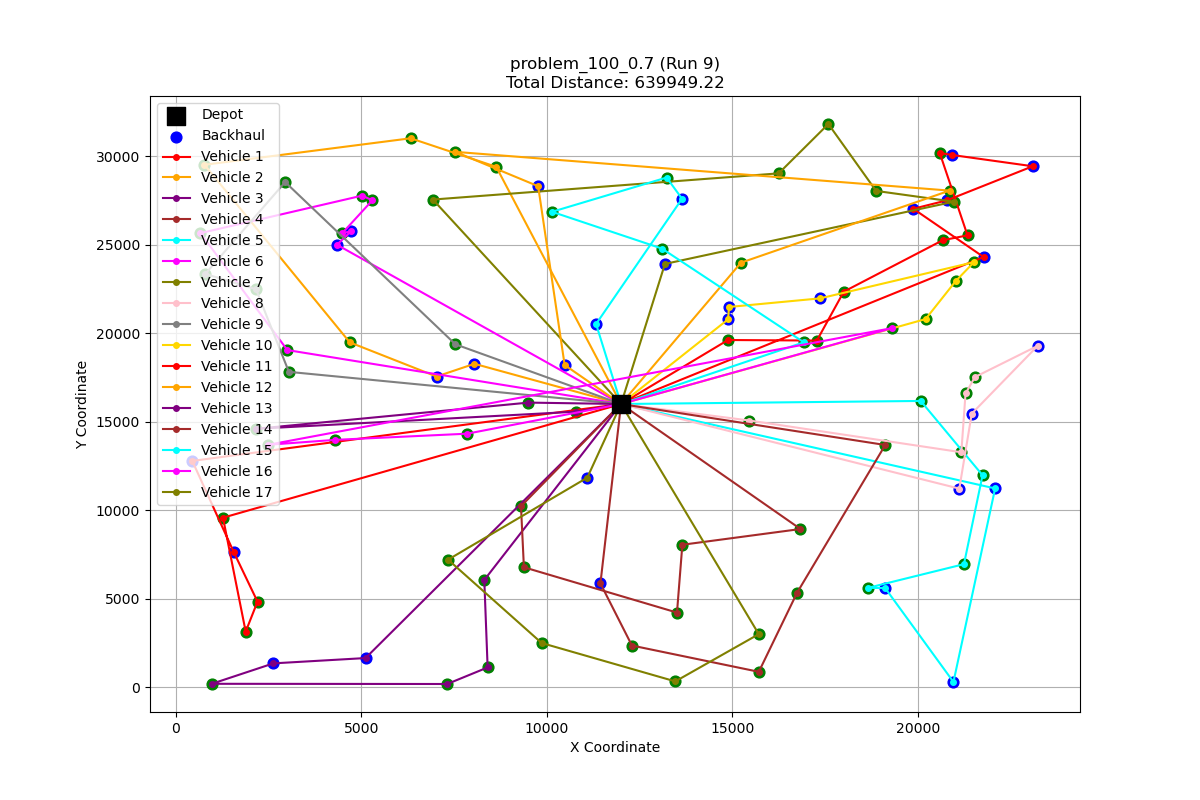 problem_100_0.7 (Run 9)
Total Distance: 639949.22
Depot
Backhaul
Vehicle 1
Vehicle 2
Vehicle 3
Vehicle 4
Vehicle 5
Vehicle 6
Vehicle 7
Vehicle 8
Vehicle 9
Vehicle 10
Vehicle 11
Vehicle 12
Vehicle 13
Vehicle 14
Vehicle 15
Vehicle 16
Vehicle 17
30000
25000
20000
15000
10000
5000
0
Y Coordinate
0 5000 10000 15000 20000
X Coordinate